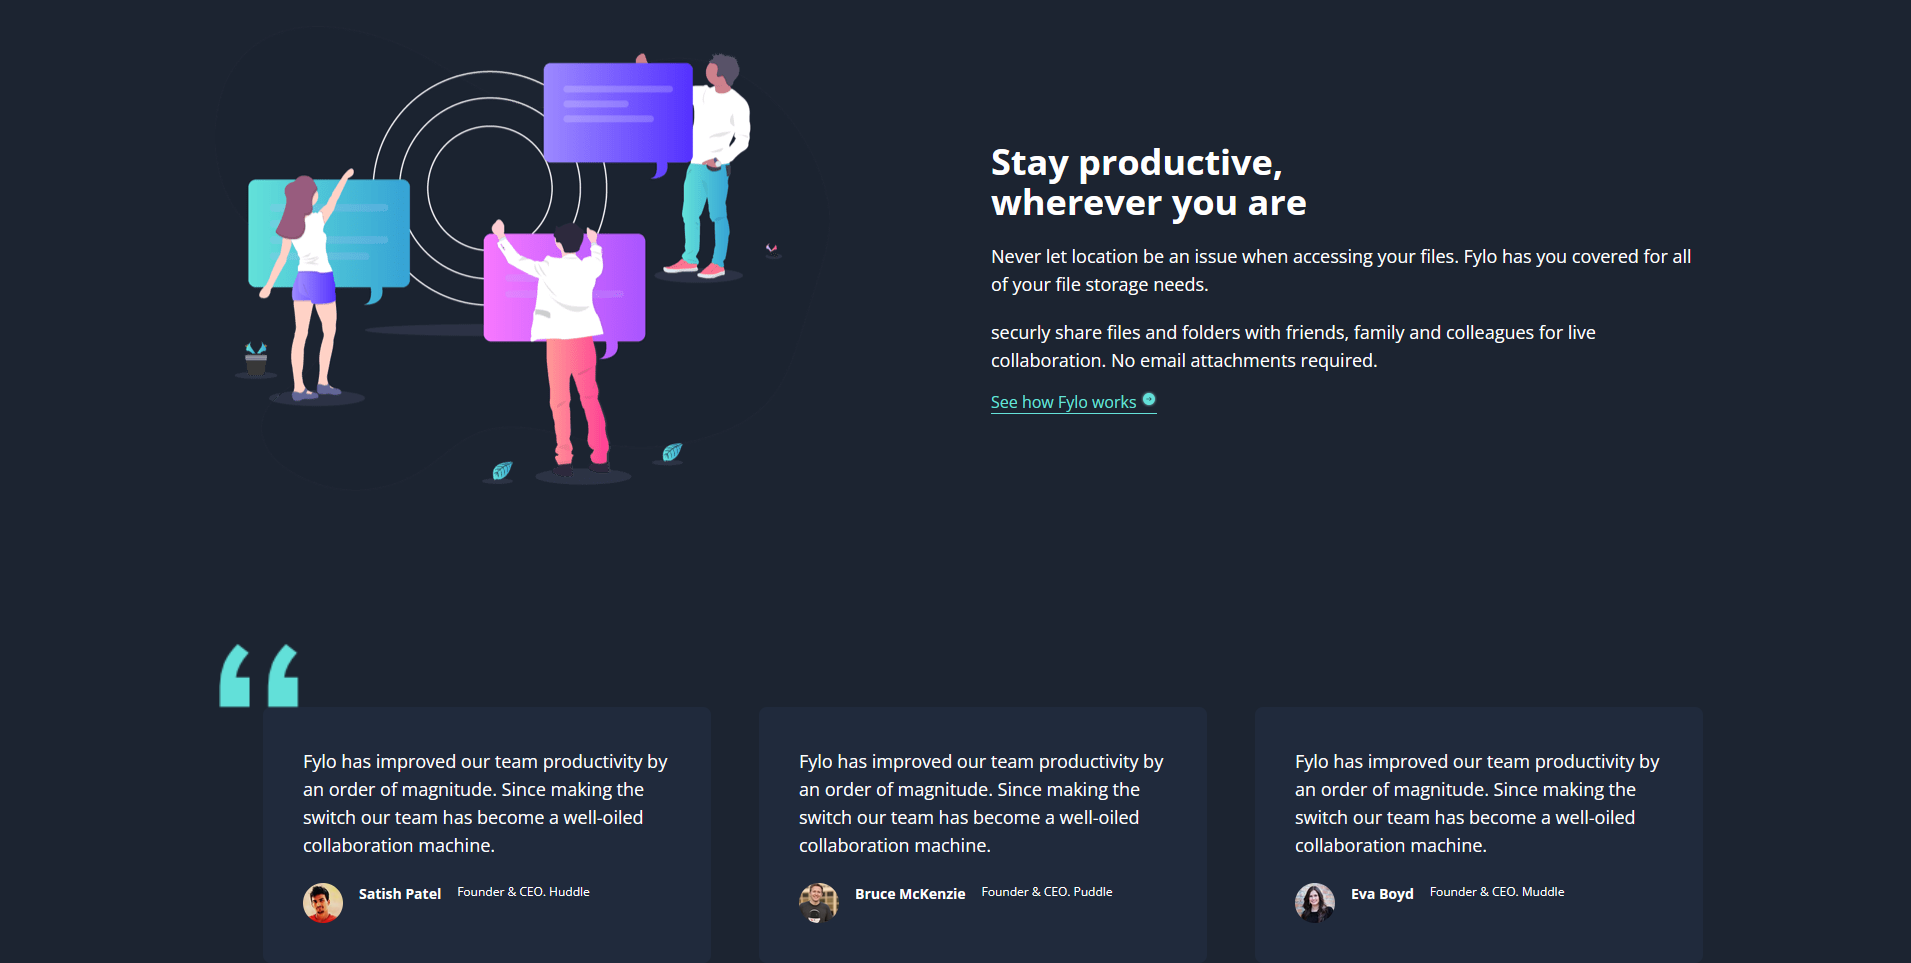 Stay productive,
wherever you are
Never let location be an issue when accessing your files. Fylo has you covered for all
of your file storage needs.
securly share files and folders with friends, family and colleagues for live
collaboration. No email attachments required.
See how Fylo works
Fylo has improved our team productivity by
an order of magnitude. Since making the
switch our team has become a well-oiled
collaboration machine.
Satish Patel Founder & CEO. Huddle
Fylo has improved our team productivity by
an order of magnitude. Since making the
switch our team has become a well-oiled
collaboration machine.
Bruce McKenzie Founder & CEO. Puddle
Fylo has improved our team productivity by
an order of magnitude. Since making the
switch our team has become a well-oiled
collaboration machine.
Eva Boyd Founder & CEO. Muddle